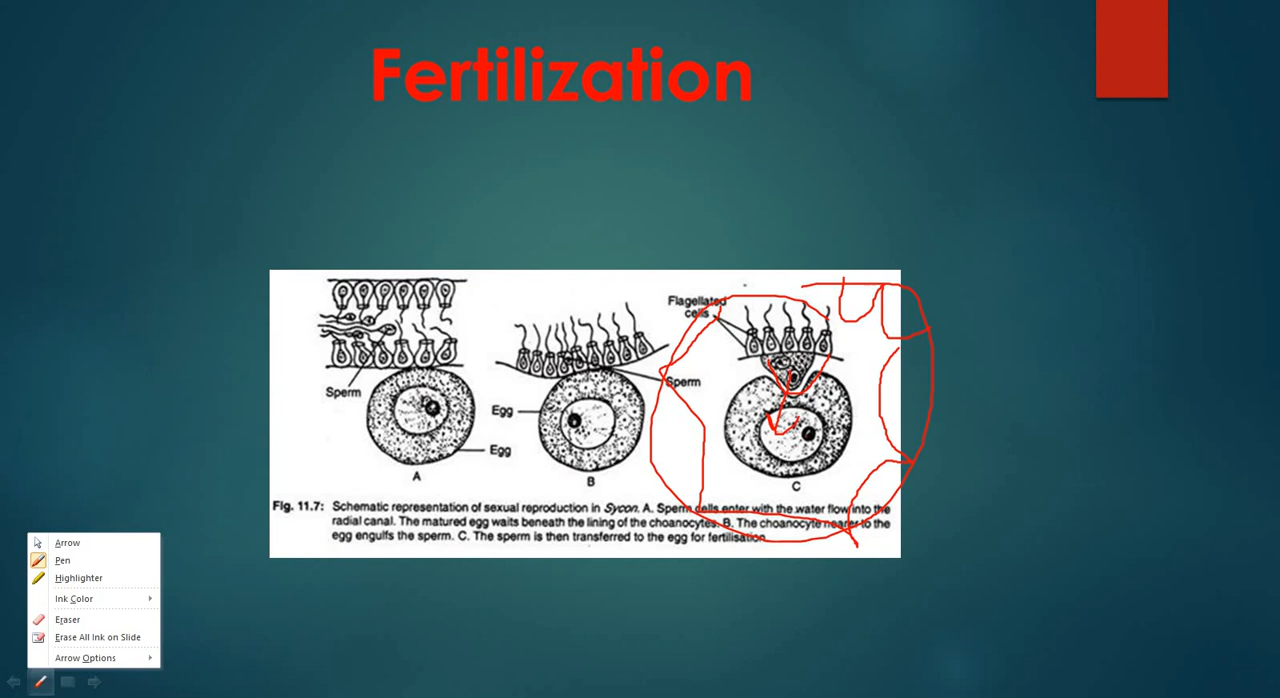 Fertilization
Flagellated
cells
Sperm
Sperm
Egg
Egg
A
B
C
Fig. 11.7: Schematic representation of sexual reproduction in Sycon. A. Sperm cells enter with the water flow into the
radial canal. The matured egg waits beneath the lining of the choanocytes. B. The choanocyte nearer to the
egg engulfs the sperm. C. The sperm is then transferred to the egg for fertilisation.
Arrow
Pen
Highlighter
Ink Color
Eraser
Erase All Ink on Slide
Arrow Options